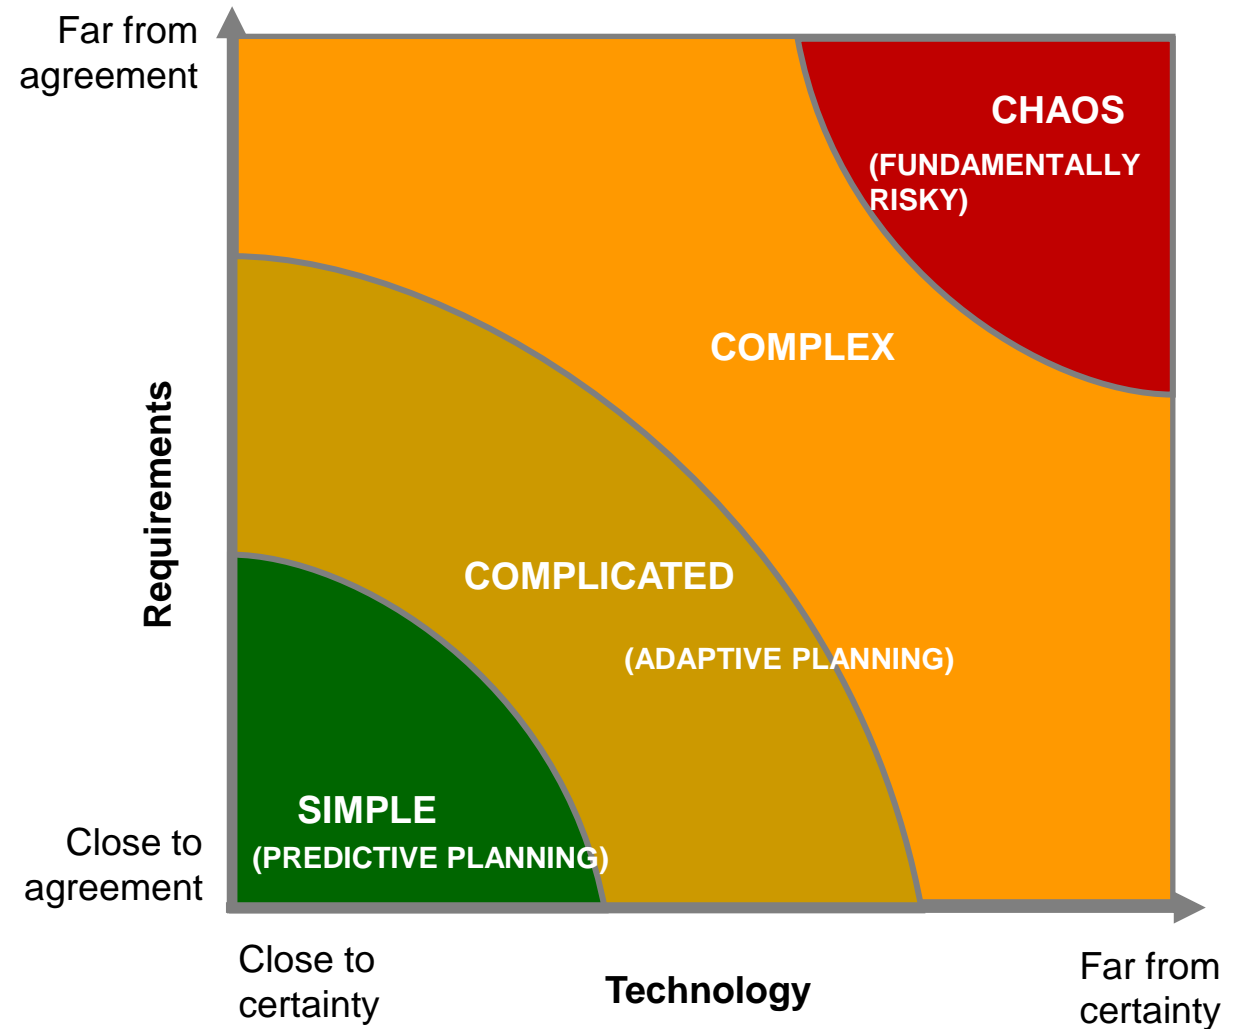 Far from
agreement
CHAOS
(FUNDAMENTALLY
RISKY)
COMPLEX
Requirements
COMPLICATED
(ADAPTIVE PLANNING)
SIMPLE
(PREDICTIVE PLANNING)
Close to
agreement
Close to
certainty
Technology
Far from
certainty